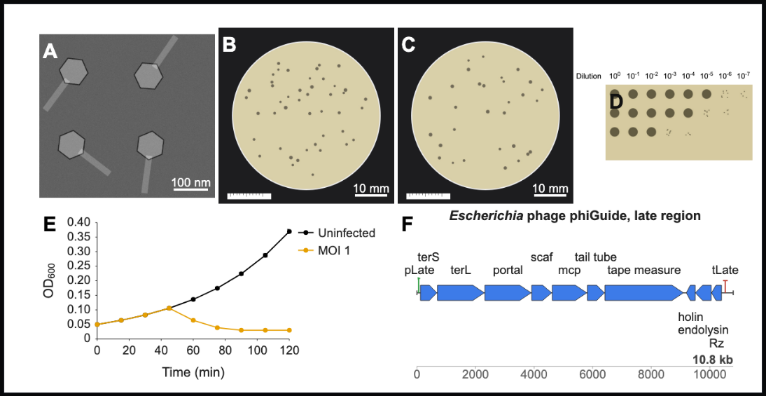 A
100 nm
B
10 mm
C
10 mm
Dilution 10⁰ 10⁻¹ 10⁻² 10⁻³ 10⁻⁴ 10⁻⁵ 10⁻⁶ 10⁻⁷
D
E
0.40
0.35
0.30
0.25
0.20
0.15
0.10
0.05
0
OD₆₀₀
0 20 40 60 80 100 120
Time (min)
Uninfected
MOI 1
F
Escherichia phage phiGuide, late region
terS scaf tail tube
pLate terL portal mcp tape measure tLate
holin
endolysin
Rz
10.8 kb
0 2000 4000 6000 8000 10000